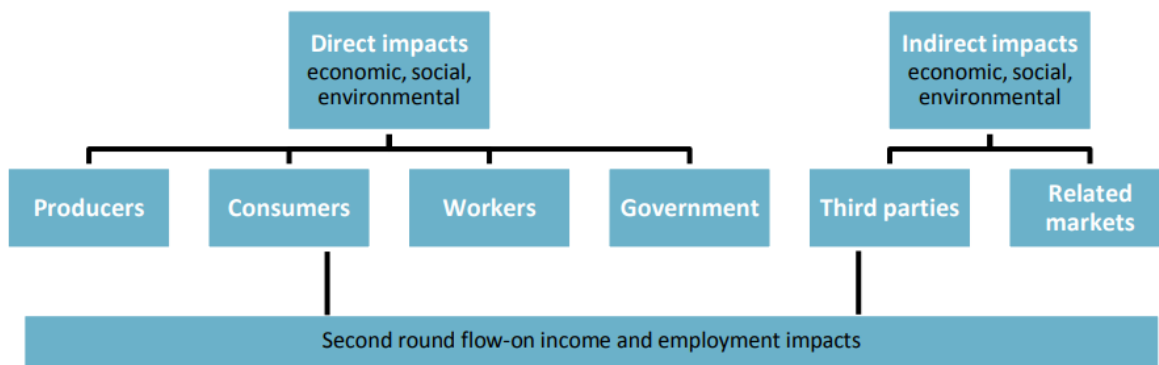 Direct impacts
economic, social,
environmental
Indirect impacts
economic, social,
environmental
Producers
Consumers
Workers
Government
Third parties
Related
markets
Second round flow-on income and employment impacts